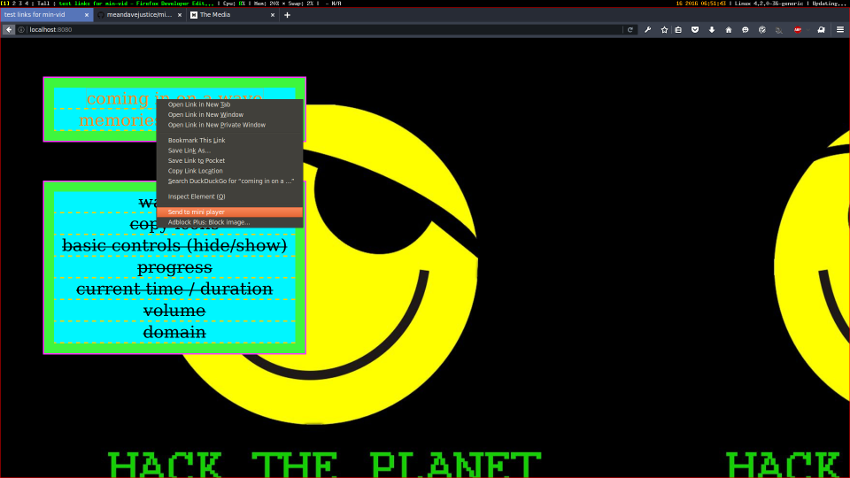 [1] 2 3 4 | Tall | test links for min-vid - Firefox Developer Edit... | Cpu: 0% | Mem: 24% * Swap: 2% | - N/A
16 2016 06:51:43 | Linux 4.2.0-36-generic | Updating...
test links for min-vid
meandavejustice/mi...
The Media
localhost:8080
coming in on a wave
memories
Open Link in New Tab
Open Link in New Window
Open Link in New Private Window
Bookmark This Link
Save Link As...
Save Link to Pocket
Copy Link Location
Search DuckDuckGo for "coming in on a ..."
Inspect Element (Q)
Send to mini player
Adblock Plus: Block image...
copy icons
basic controls (hide/show)
progress
current time / duration
volume
domain
HACK THE PLANET
HACK